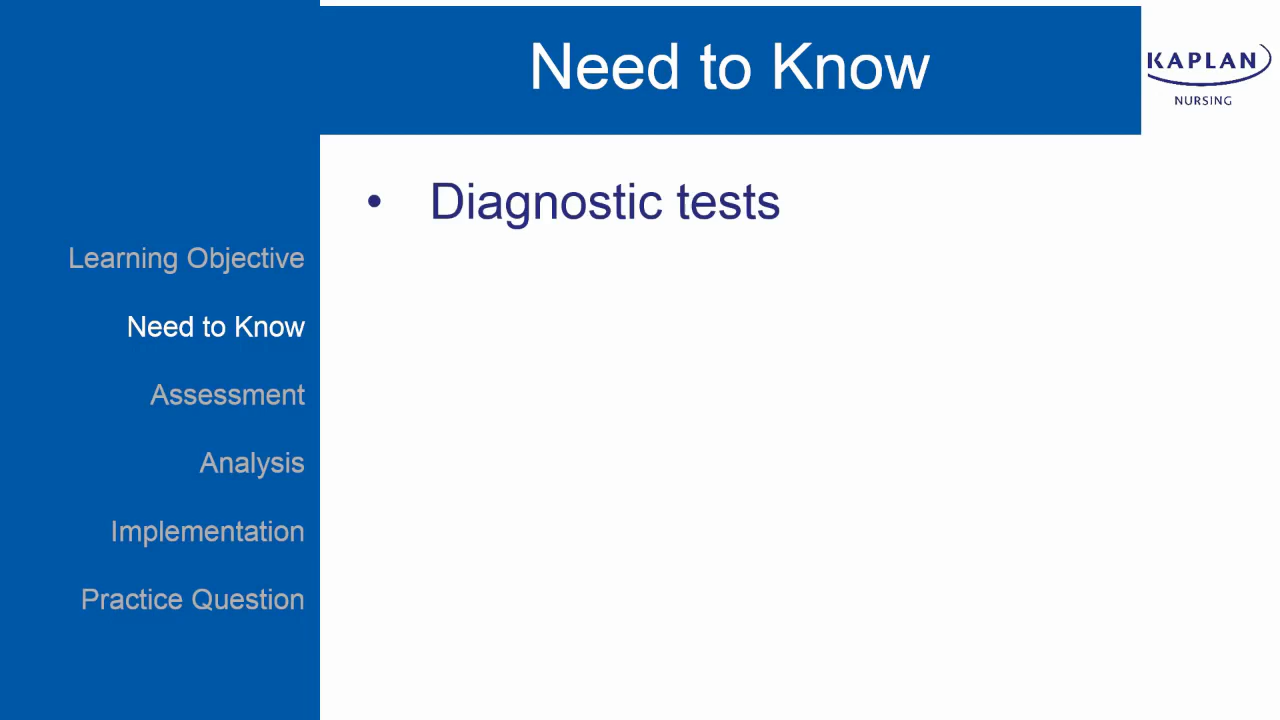 Need to Know
KAPLAN
NURSING
• Diagnostic tests
Learning Objective
Need to Know
Assessment
Analysis
Implementation
Practice Question